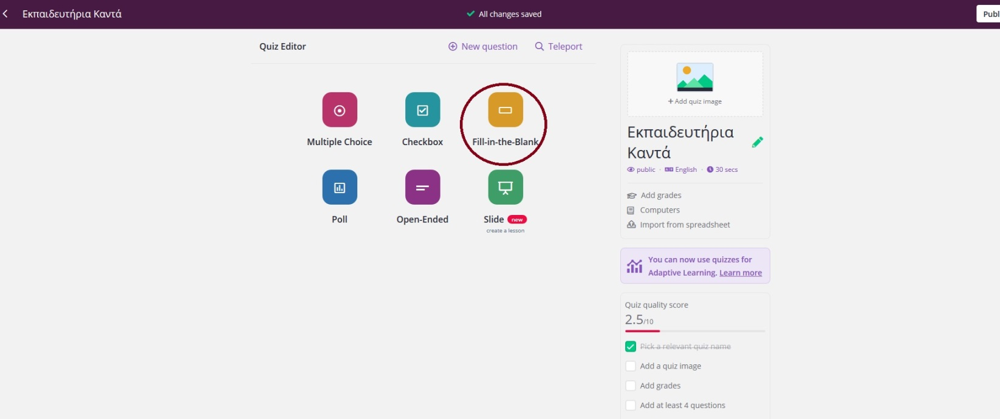 Εκπαιδευτήρια Καντά
All changes saved
Publ
Quiz Editor
New question
Teleport
Multiple Choice
Checkbox
Fill-in-the-Blank
Poll
Open-Ended
Slide new
create a lesson
+ Add quiz image
Εκπαιδευτήρια
Καντά
public · English · 30 secs
Add grades
Computers
Import from spreadsheet
You can now use quizzes for
Adaptive Learning. Learn more
Quiz quality score
2.5/10
Pick a relevant quiz name
Add a quiz image
Add grades
Add at least 4 questions